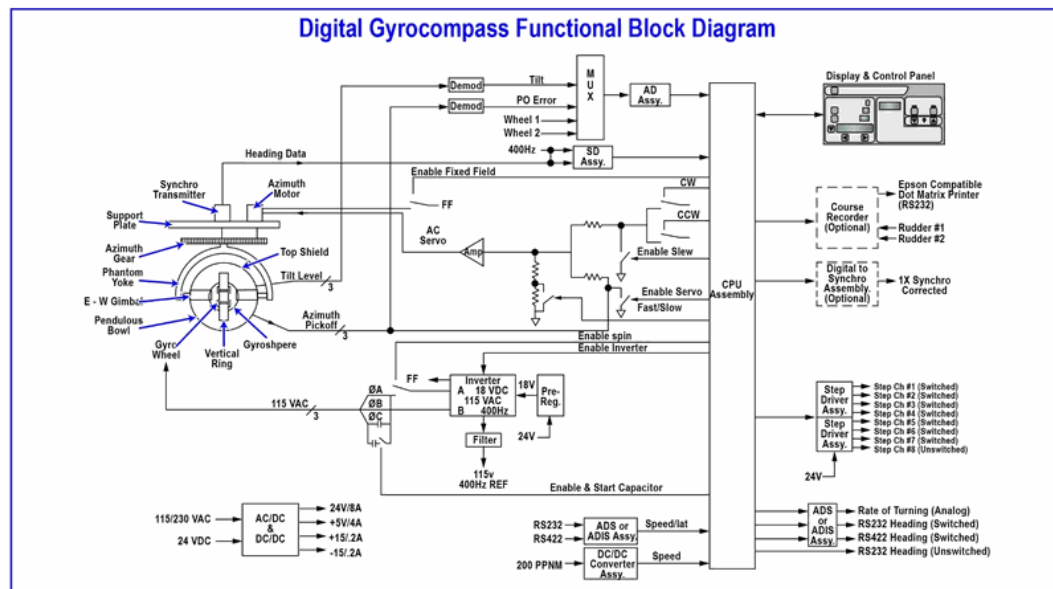 Digital Gyrocompass Functional Block Diagram
Demod
Tilt
Demod
PO Error
Wheel 1
Wheel 2
M
U
X
AD
Assy.
400Hz
SD
Assy.
Heading Data
Enable Fixed Field
Synchro
Transmitter
Azimuth
Motor
FF
Support
Plate
Azimuth
Gear
Top Shield
Phantom
Yoke
Tilt Level
3
E - W Gimbal
Pendulous
Bowl
Azimuth
Pickoff
3
Gyro
Wheel
Vertical
Ring
Gyroshpere
AC
Servo
Amp
CW
CCW
Enable Slew
Enable Servo
Fast/Slow
CPU
Assembly
Enable spin
Enable Inverter
FF
Inverter
A 18 VDC
115 VAC
B 400Hz
18V
Pre-
Reg.
24V
Filter
115v
400Hz REF
ØA
ØB
ØC
115 VAC
3
Enable & Start Capacitor
115/230 VAC
24 VDC
AC/DC
&
DC/DC
24V/8A
+5V/4A
+15/.2A
-15/.2A
RS232
RS422
ADS or
ADIS Assy.
Speed/lat
200 PPNM
DC/DC
Converter
Assy.
Speed
Display & Control Panel
Course
Recorder
(Optional)
Epson Compatible
Dot Matrix Printer
(RS232)
Rudder #1
Rudder #2
Digital to
Synchro
Assembly.
(Optional)
1X Synchro
Corrected
Step
Driver
Assy.
Step
Driver
Assy.
Step Ch #1 (Switched)
Step Ch #2 (Switched)
Step Ch #3 (Switched)
Step Ch #4 (Switched)
Step Ch #5 (Switched)
Step Ch #6 (Switched)
Step Ch #7 (Switched)
Step Ch #8 (Unswitched)
24V
ADS
or
ADIS
Assy.
Rate of Turning (Analog)
RS232 Heading (Switched)
RS422 Heading (Switched)
RS232 Heading (Unswitched)